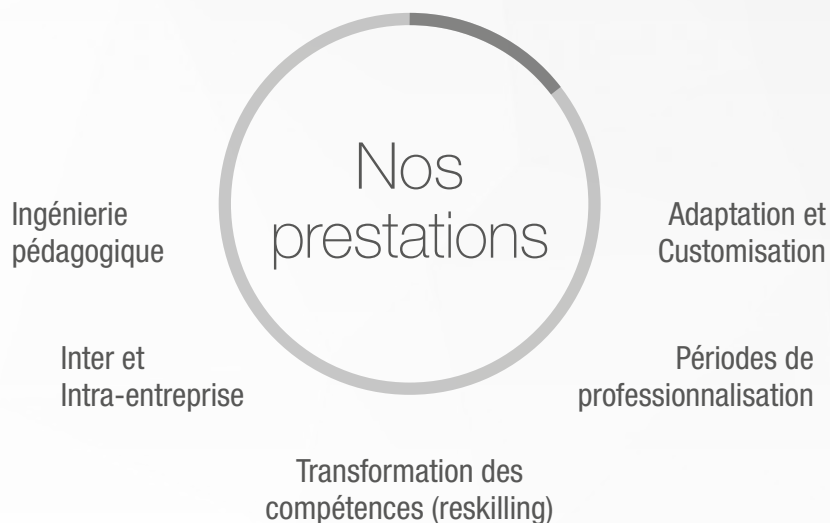 Nos
prestations
Ingénierie
pédagogique
Adaptation et
Customisation
Inter et
Intra-entreprise
Périodes de
professionnalisation
Transformation des
compétences (reskilling)